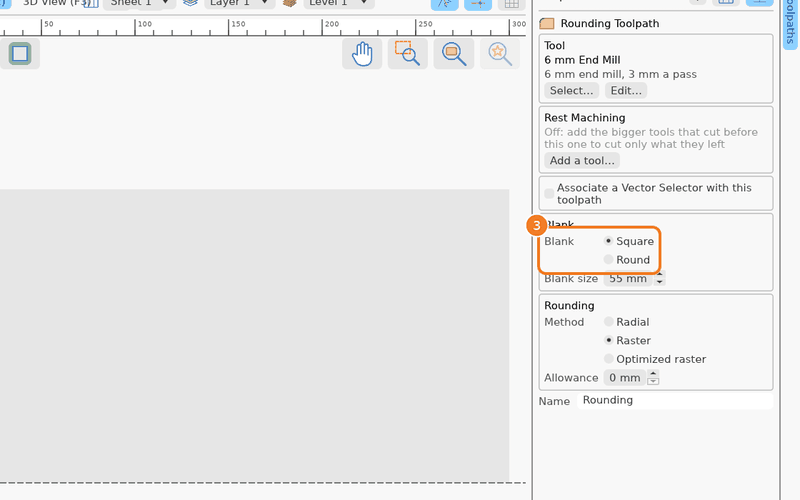 3D View (F3)
Sheet 1
Layer 1
Level 1
50
100
150
200
250
300
Toolpaths
Rounding Toolpath
Tool
6 mm End Mill
6 mm end mill, 3 mm a pass
Select...
Edit...
Rest Machining
Off: add the bigger tools that cut before
this one to cut only what they left
Add a tool...
Associate a Vector Selector with this
toolpath
3
Blank
Blank
Square
Round
Blank size
55 mm
Rounding
Method
Radial
Raster
Optimized raster
Allowance
0 mm
Name
Rounding